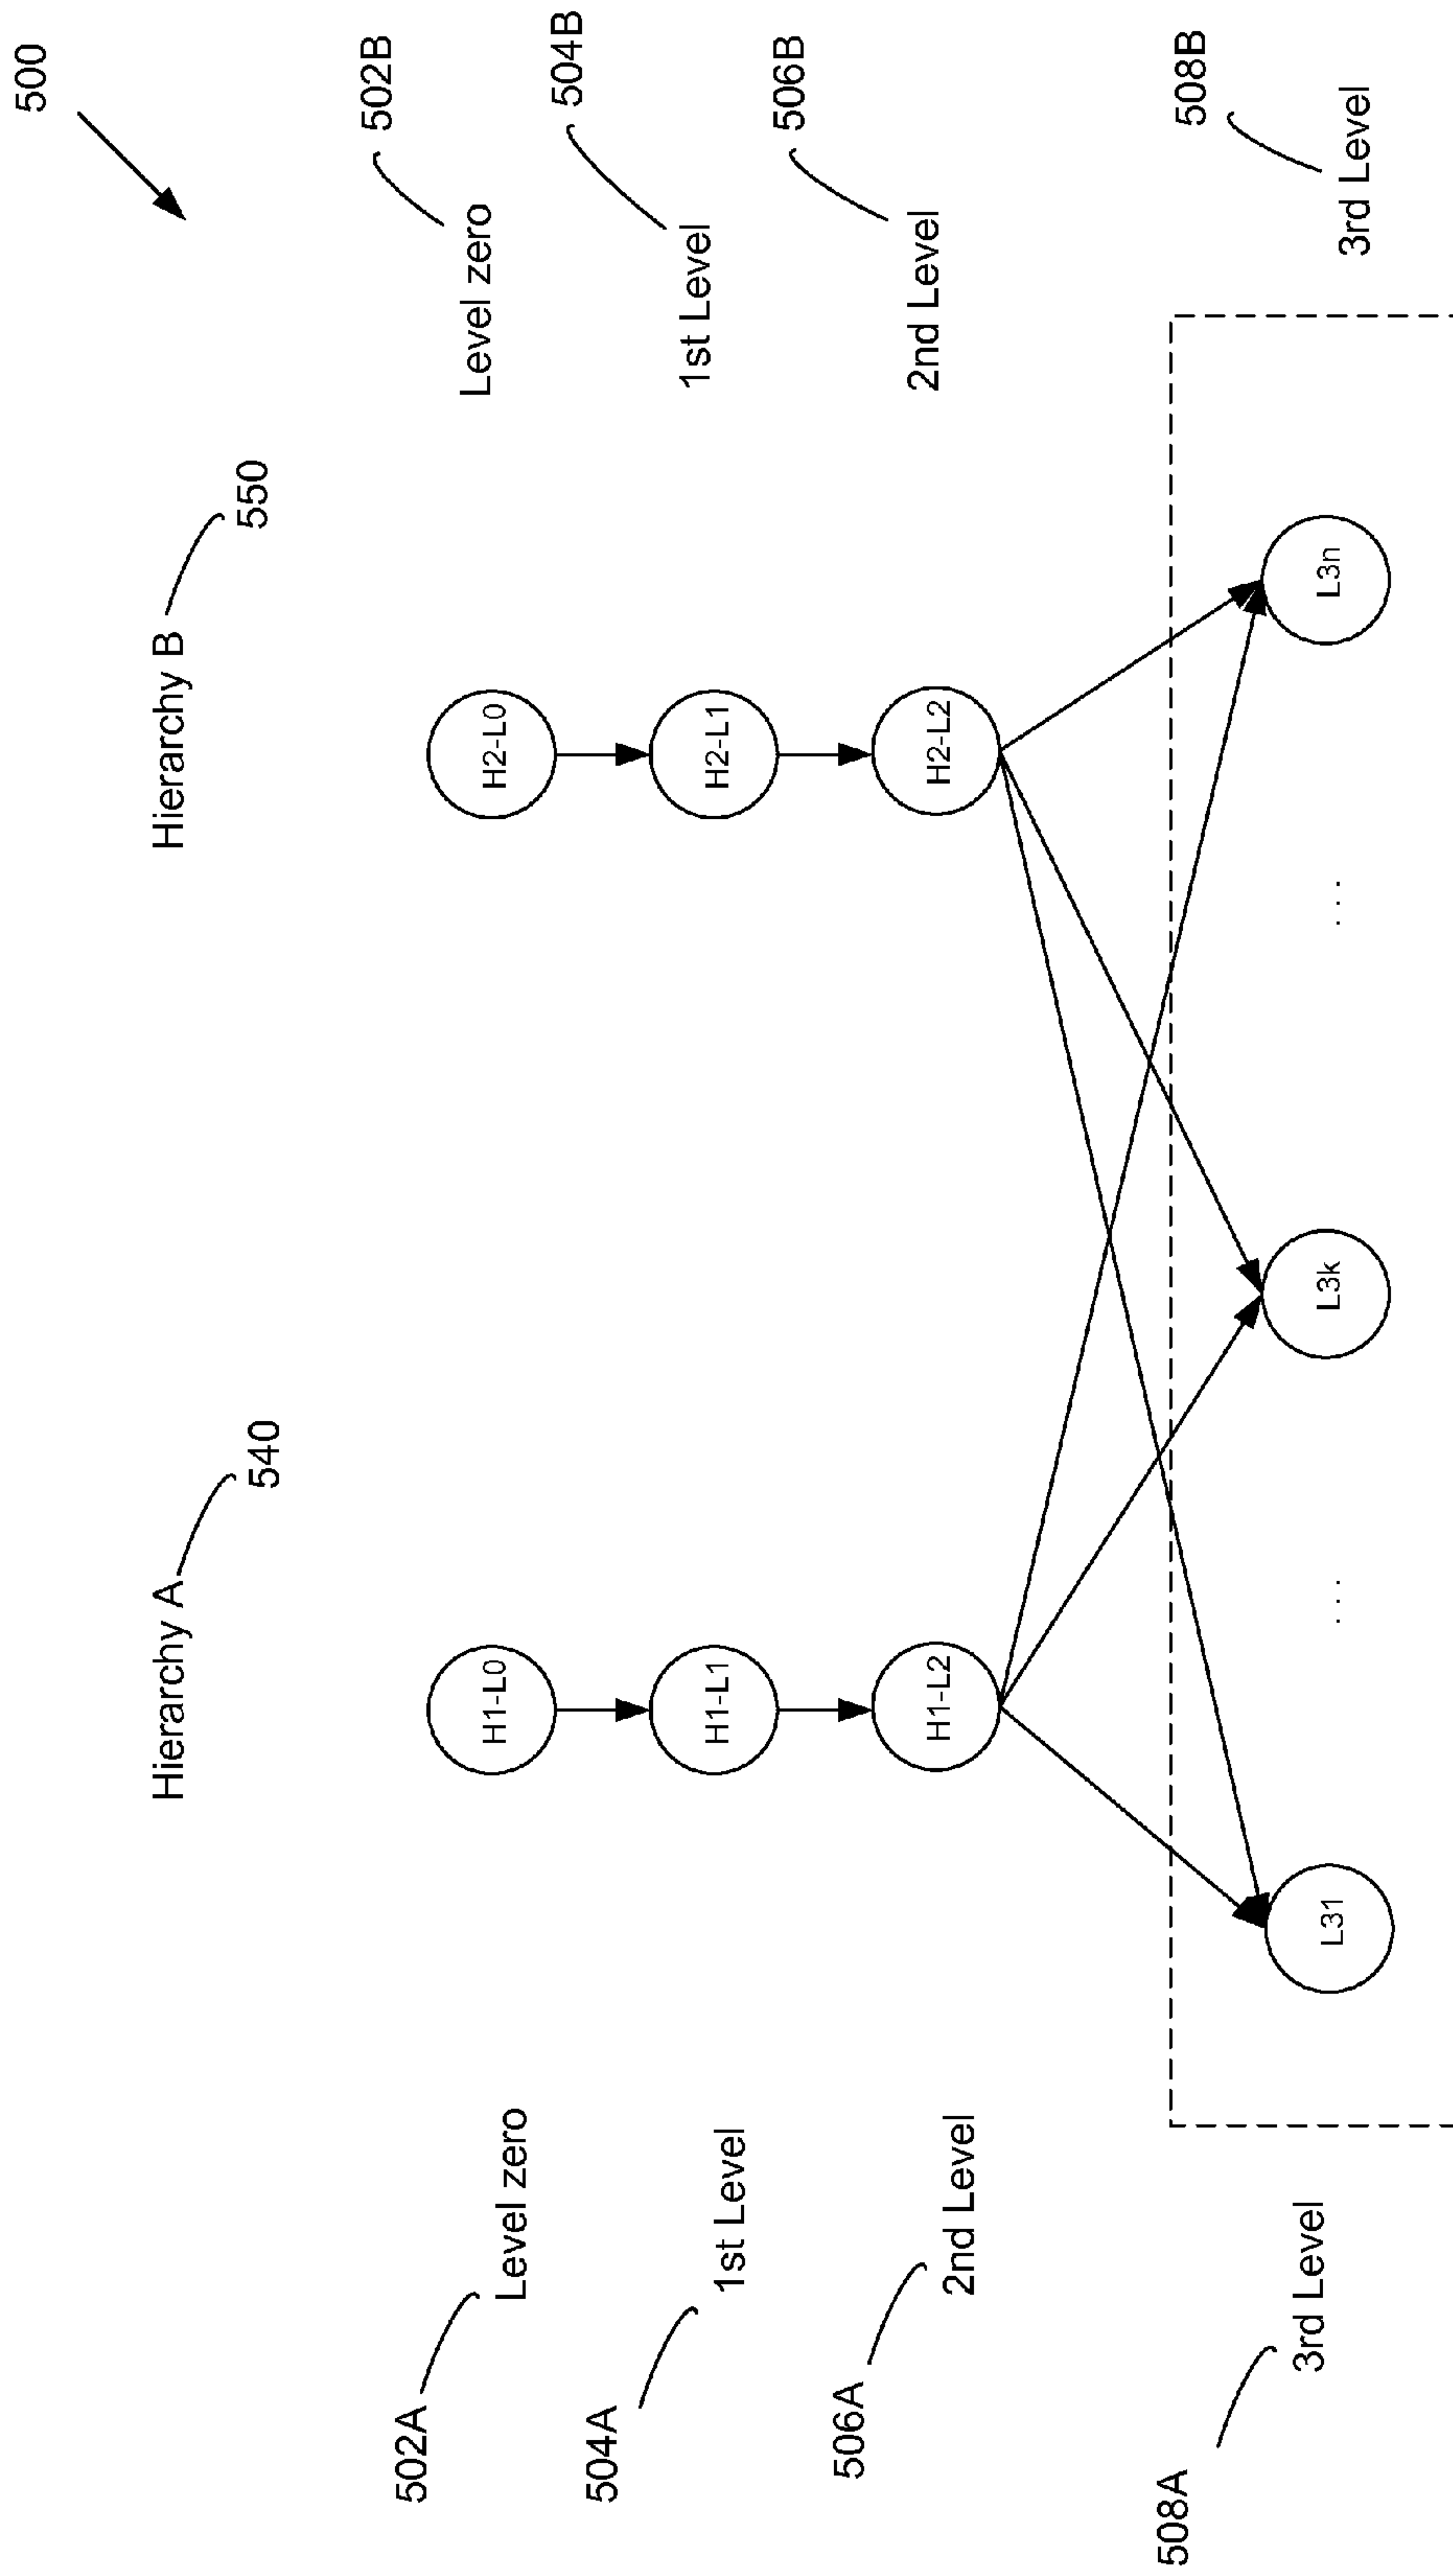 500
Hierarchy A
540
Hierarchy B
550
502A
Level zero
H1-L0
H2-L0
Level zero
502B
504A
1st Level
H1-L1
H2-L1
1st Level
504B
506A
2nd Level
H1-L2
H2-L2
2nd Level
506B
508A
3rd Level
L31
. . .
L3k
. . .
L3n
3rd Level
508B